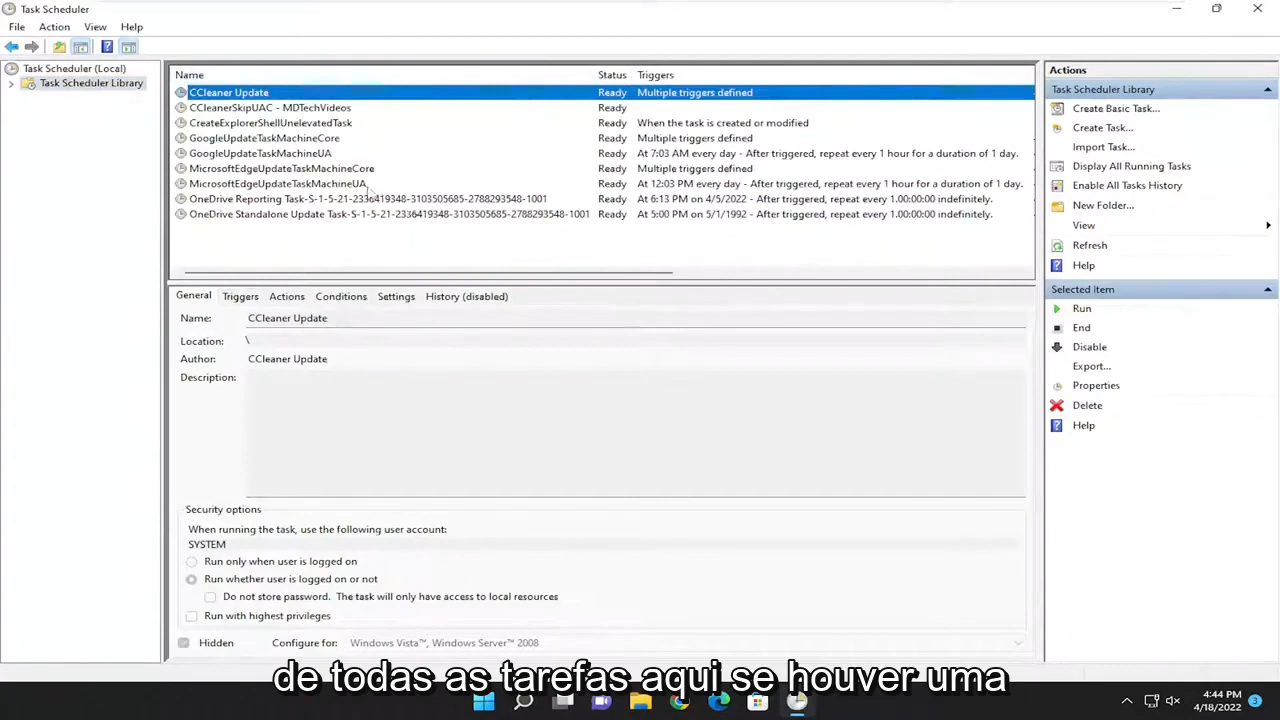 Task Scheduler
File Action View Help
Task Scheduler (Local)
Task Scheduler Library
Name Status Triggers
CCleaner Update Ready Multiple triggers defined
CCleanerSkipUAC - MDTechVideos Ready
CreateExplorerShellUnelevatedTask Ready When the task is created or modified
GoogleUpdateTaskMachineCore Ready Multiple triggers defined
GoogleUpdateTaskMachineUA Ready At 7:03 AM every day - After triggered, repeat every 1 hour for a duration of 1 day.
MicrosoftEdgeUpdateTaskMachineCore Ready Multiple triggers defined
MicrosoftEdgeUpdateTaskMachineUA Ready At 12:03 PM every day - After triggered, repeat every 1 hour for a duration of 1 day.
OneDrive Reporting Task-S-1-5-21-2336419348-3103505685-2788293548-1001 Ready At 6:13 PM on 4/5/2022 - After triggered, repeat every 1.00:00:00 indefinitely.
OneDrive Standalone Update Task-S-1-5-21-2336419348-3103505685-2788293548-1001 Ready At 5:00 PM on 5/1/1992 - After triggered, repeat every 1.00:00:00 indefinitely.
General Triggers Actions Conditions Settings History (disabled)
Name: CCleaner Update
Location: \
Author: CCleaner Update
Description:
Security options
When running the task, use the following user account:
SYSTEM
Run only when user is logged on
Run whether user is logged on or not
Do not store password. The task will only have access to local resources
Run with highest privileges
Hidden Configure for: Windows Vista™, Windows Server™ 2008
Actions
Task Scheduler Library
Create Basic Task...
Create Task...
Import Task...
Display All Running Tasks
Enable All Tasks History
New Folder...
View
Refresh
Help
Selected Item
Run
End
Disable
Export...
Properties
Delete
Help
de todas as tarefas aqui se houver uma
4:44 PM
4/18/2022
3